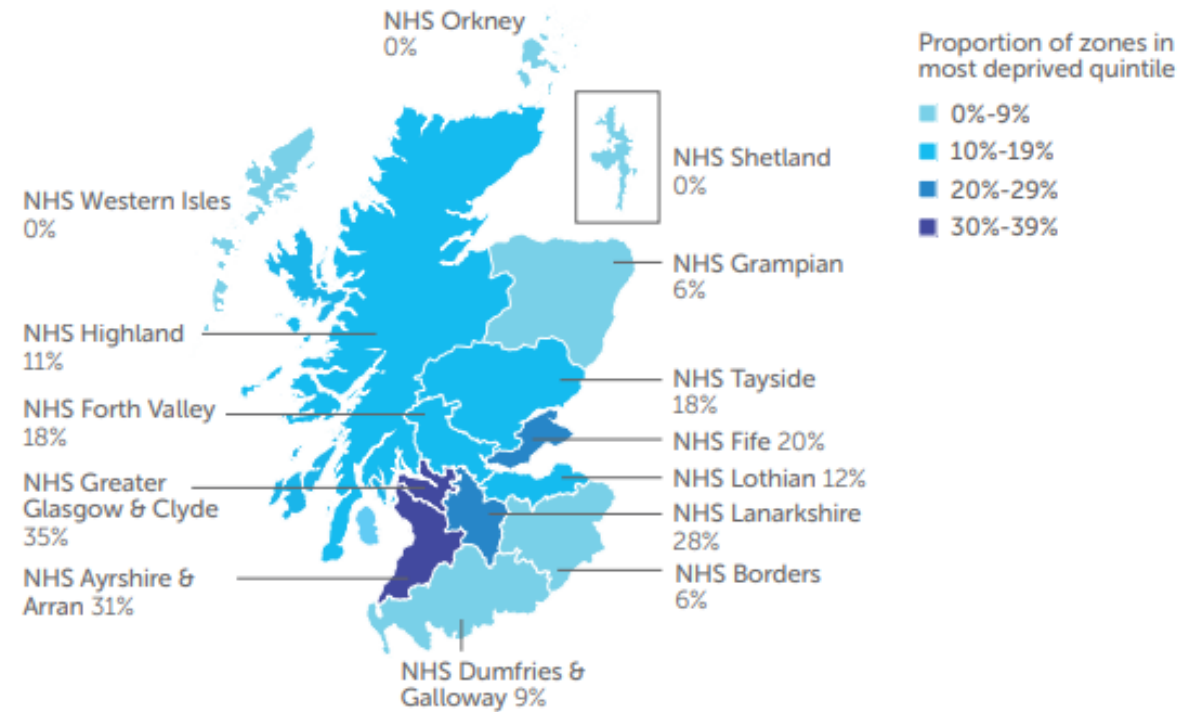 NHS Orkney
0%
Proportion of zones in
most deprived quintile
0%-9%
10%-19%
20%-29%
30%-39%
NHS Shetland
0%
NHS Western Isles
0%
NHS Grampian
6%
NHS Highland
11%
NHS Tayside
18%
NHS Forth Valley
18%
NHS Fife 20%
NHS Lothian 12%
NHS Greater
Glasgow & Clyde
35%
NHS Lanarkshire
28%
NHS Ayrshire &
Arran 31%
NHS Borders
6%
NHS Dumfries &
Galloway 9%